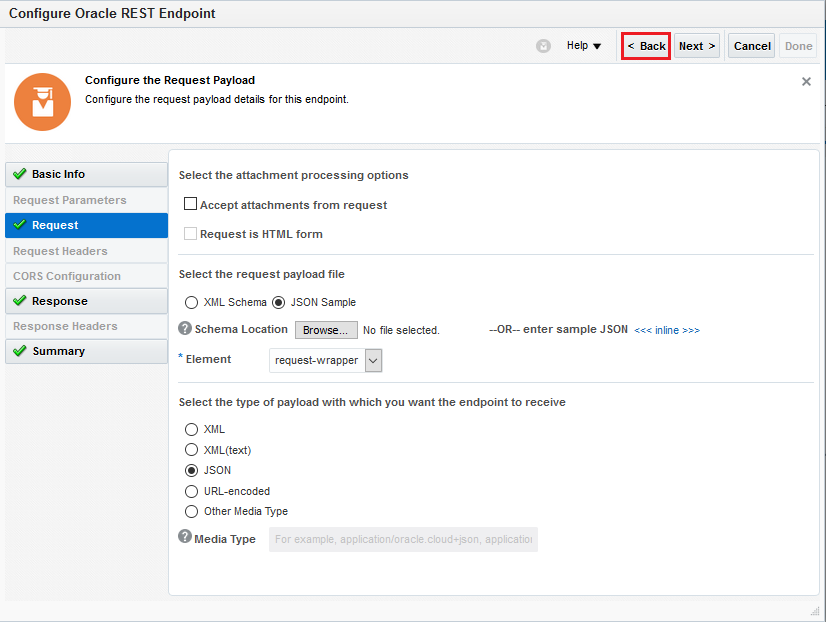 Configure Oracle REST Endpoint
Help
< Back
Next >
Cancel
Done
Configure the Request Payload
Configure the request payload details for this endpoint.
Basic Info
Request Parameters
Request
Request Headers
CORS Configuration
Response
Response Headers
Summary
Select the attachment processing options
Accept attachments from request
Request is HTML form
Select the request payload file
XML Schema JSON Sample
? Schema Location Browse... No file selected. --OR-- enter sample JSON <<< inline >>>
* Element request-wrapper
Select the type of payload with which you want the endpoint to receive
XML
XML(text)
JSON
URL-encoded
Other Media Type
? Media Type For example, application/oracle.cloud+json, application